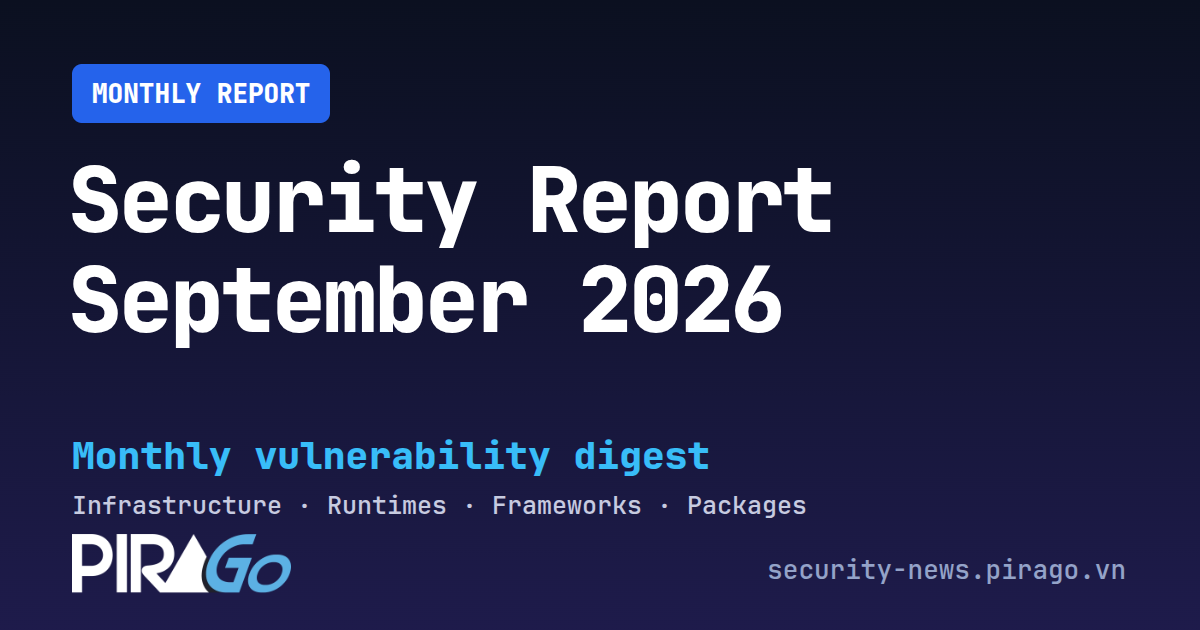 MONTHLY REPORT
Security Report
September 2026
Monthly vulnerability digest
Infrastructure · Runtimes · Frameworks · Packages
PIRAGO
security-news.pirago.vn